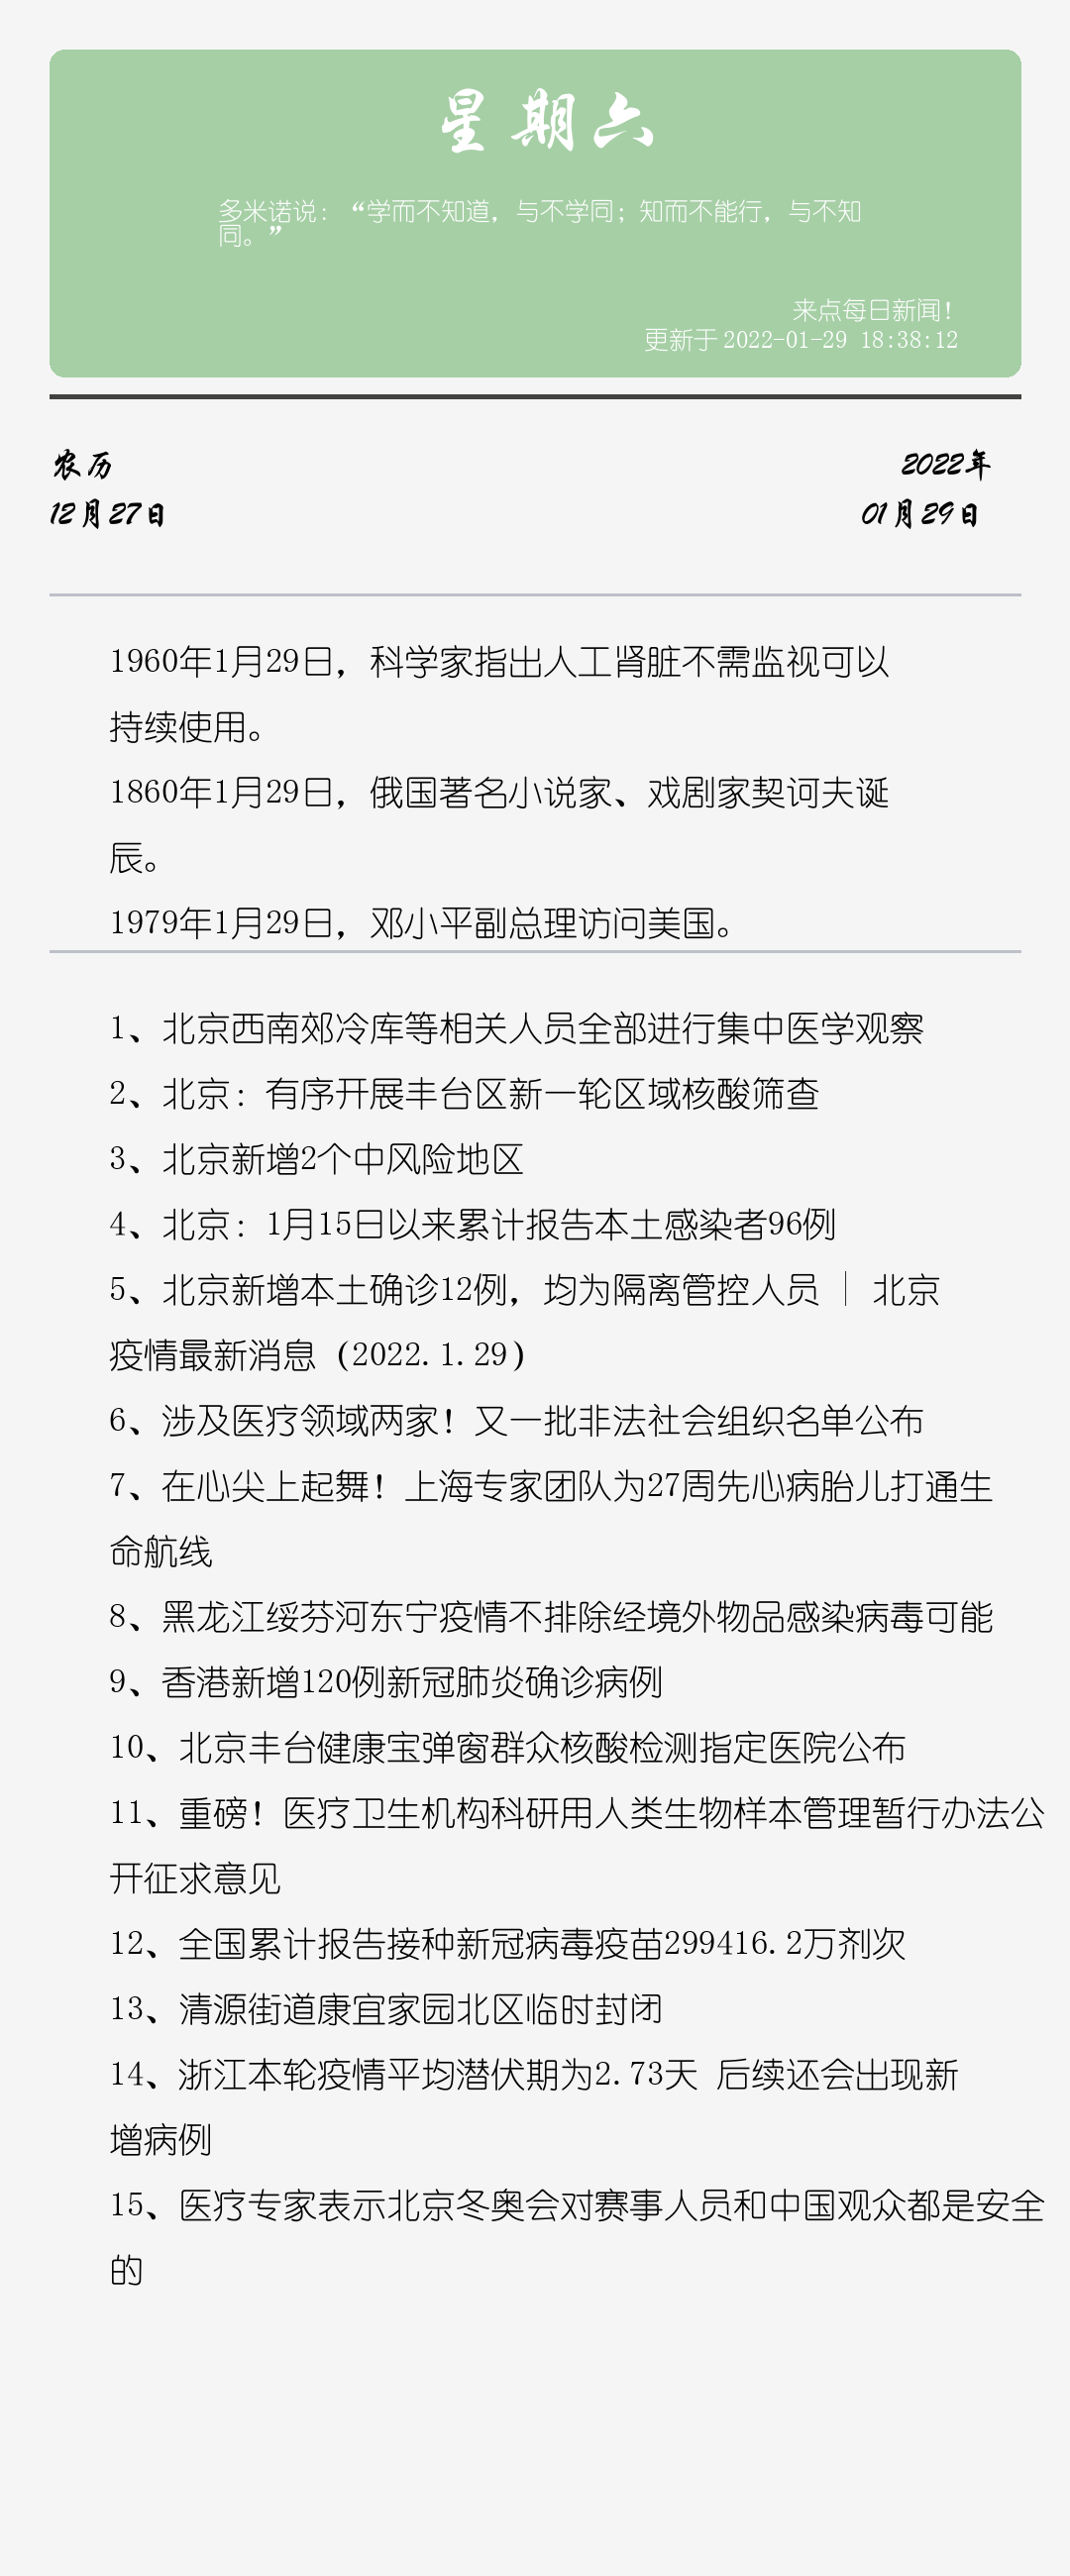 星期六
多米诺说：“学而不知道，与不学同；知而不能行，与不知
同。”
来点每日新闻！
更新于 2022-01-29 18:38:12
农历
2022年
12月27日
01月29日
1960年1月29日，科学家指出人工肾脏不需监视可以
持续使用。
1860年1月29日，俄国著名小说家、戏剧家契诃夫诞
辰。
1979年1月29日，邓小平副总理访问美国。
1、北京西南郊冷库等相关人员全部进行集中医学观察
2、北京：有序开展丰台区新一轮区域核酸筛查
3、北京新增2个中风险地区
4、北京：1月15日以来累计报告本土感染者96例
5、北京新增本土确诊12例，均为隔离管控人员｜北京
疫情最新消息（2022.1.29）
6、涉及医疗领域两家！又一批非法社会组织名单公布
7、在心尖上起舞！上海专家团队为27周先心病胎儿打通生
命航线
8、黑龙江绥芬河东宁疫情不排除经境外物品感染病毒可能
9、香港新增120例新冠肺炎确诊病例
10、北京丰台健康宝弹窗群众核酸检测指定医院公布
11、重磅！医疗卫生机构科研用人类生物样本管理暂行办法公
开征求意见
12、全国累计报告接种新冠病毒疫苗299416.2万剂次
13、清源街道康宜家园北区临时封闭
14、浙江本轮疫情平均潜伏期为2.73天 后续还会出现新
增病例
15、医疗专家表示北京冬奥会对赛事人员和中国观众都是安全
的